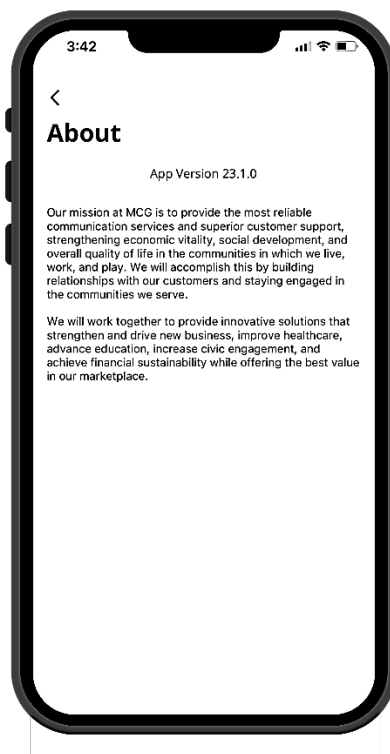 3:42
About
App Version 23.1.0
Our mission at MCG is to provide the most reliable
communication services and superior customer support,
strengthening economic vitality, social development, and
overall quality of life in the communities in which we live,
work, and play. We will accomplish this by building
relationships with our customers and staying engaged in
the communities we serve.
We will work together to provide innovative solutions that
strengthen and drive new business, improve healthcare,
advance education, increase civic engagement, and
achieve financial sustainability while offering the best value
in our marketplace.